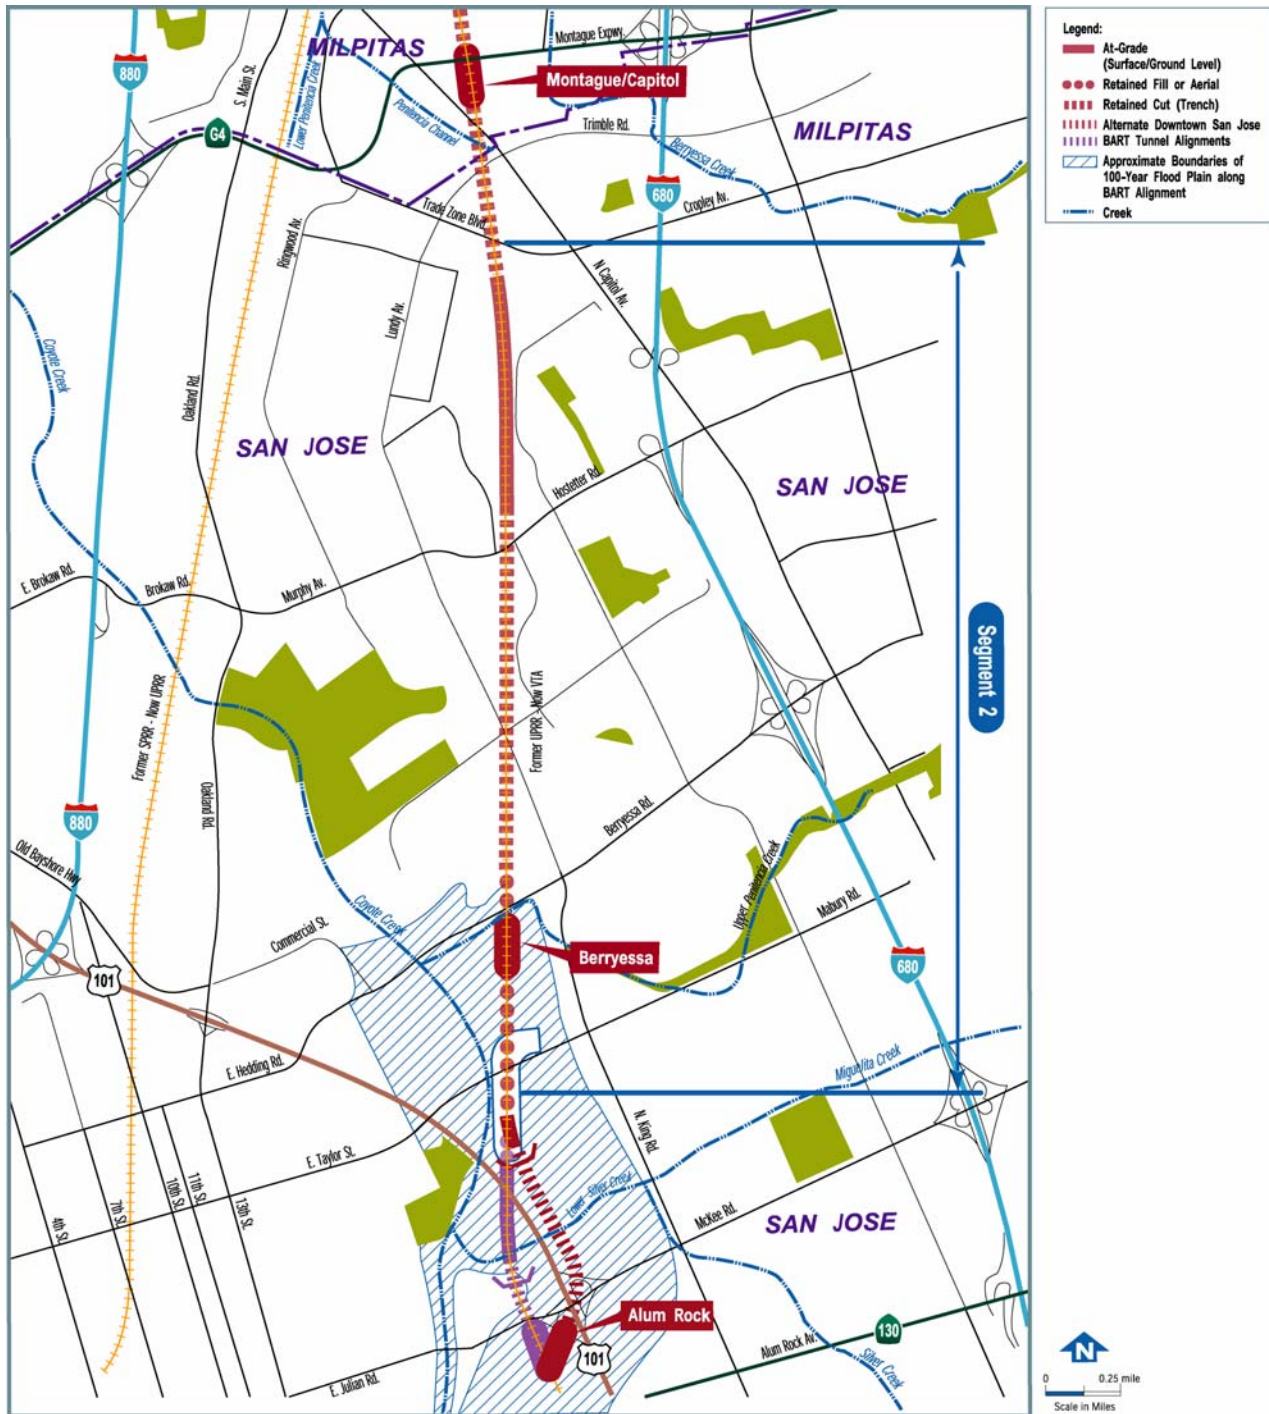 Legend:
At-Grade
(Surface/Ground Level)
Retained Fill or Aerial
Retained Cut (Trench)
Alternate Downtown San Jose
BART Tunnel Alignments
Approximate Boundaries of
100-Year Flood Plain along
BART Alignment
Creek
MILPITAS
Montague Expwy.
880
S. Main St.
Lower Penitencia Creek
Montague/Capitol
Penitencia Channel
G4
Trimble Rd.
MILPITAS
Berryessa Creek
680
Cropley Av.
Trade Zone Blvd.
Ringwood Av.
N Capitol Av.
Lundy Av.
Coyote Creek
Oakland Rd.
SAN JOSE
Hostetter Rd.
SAN JOSE
E. Brokaw Rd.
Brokaw Rd.
Murphy Av.
Segment 2
Former SPRR - Now UPRR
Former UPRR - Now VTA
Oakland Rd.
880
Berryessa Rd.
Old Bayshore Hwy
Upper Penitencia Creek
Mabury Rd.
Coyote Creek
Commercial St.
Berryessa
101
680
E. Hedding Rd.
Miguelita Creek
E. Taylor St.
N. King Rd.
Lower Silver Creek
4th St.
7th St.
10th St.
11th St.
13th St.
McKee Rd.
SAN JOSE
Alum Rock
130
Alum Rock Av.
101
E. Julian Rd.
Silver Creek
N
0 0.25 mile
Scale in Miles